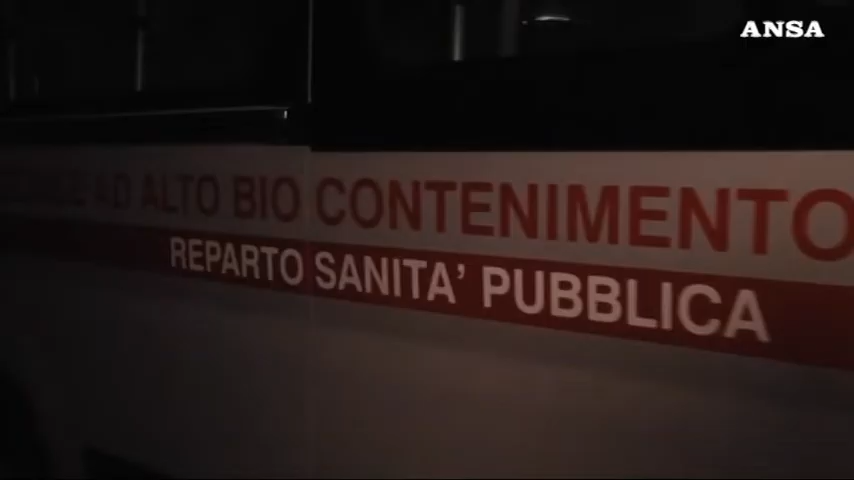 ANSA
AD ALTO BIO CONTENIMENTO
REPARTO SANITA' PUBBLICA